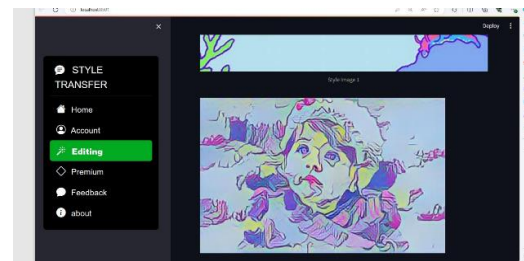 Deploy
STYLE
TRANSFER
Home
Account
Editing
Premium
Feedback
about
Style Image 1